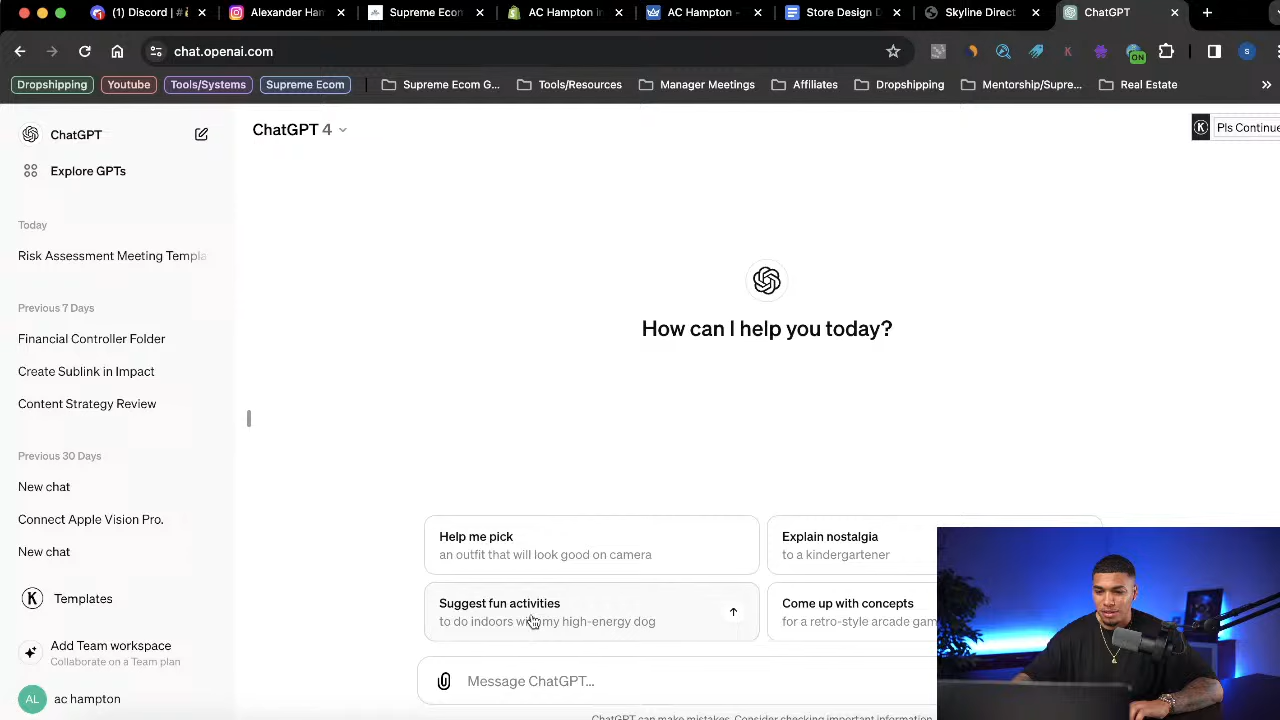 (1) Discord | #
Alexander Ham
Supreme Econ
AC Hampton in
AC Hampton -
Store Design D
Skyline Direct
ChatGPT
chat.openai.com
S
ON
Dropshipping
Youtube
Tools/Systems
Supreme Ecom
Supreme Ecom G...
Tools/Resources
Manager Meetings
Affiliates
Dropshipping
Mentorship/Supre...
Real Estate
ChatGPT
ChatGPT 4
K
Pls Continue
Explore GPTs
Today
Risk Assessment Meeting Templa
Previous 7 Days
Financial Controller Folder
Create Sublink in Impact
Content Strategy Review
Previous 30 Days
New chat
Connect Apple Vision Pro.
New chat
K
Templates
Add Team workspace
Collaborate on a Team plan
AL
ac hampton
How can I help you today?
Help me pick
an outfit that will look good on camera
Explain nostalgia
to a kindergartener
Suggest fun activities
to do indoors my high-energy dog
Come up with concepts
for a retro-style arcade gam
Message ChatGPT...
ChatGPT can make mistakes. Consider checking important information